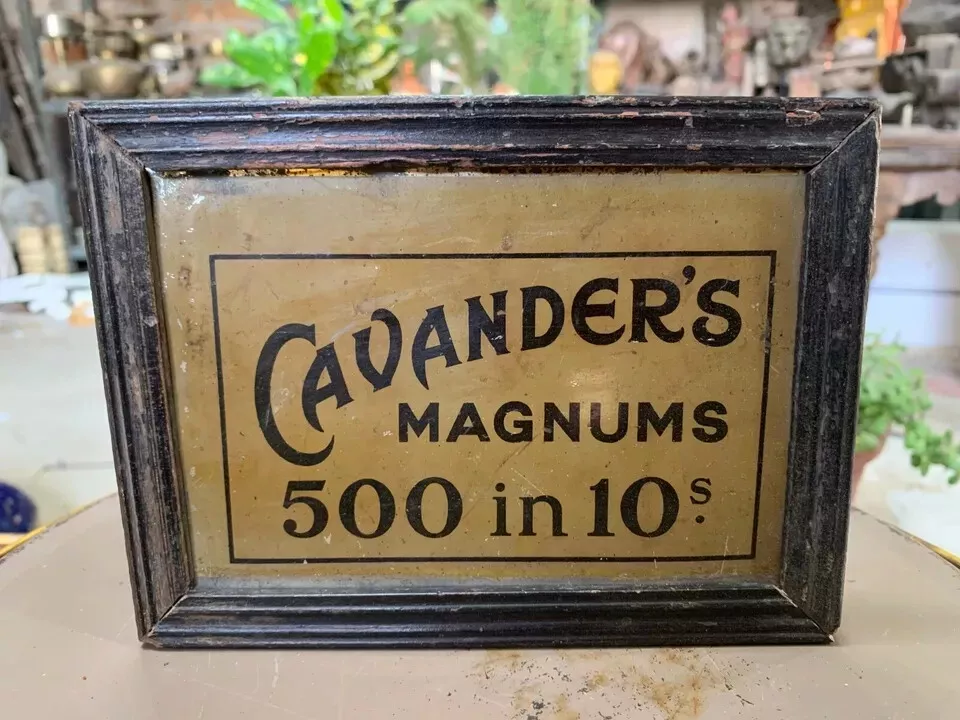 CAVANDER'S
MAGNUMS
500 in 10s.